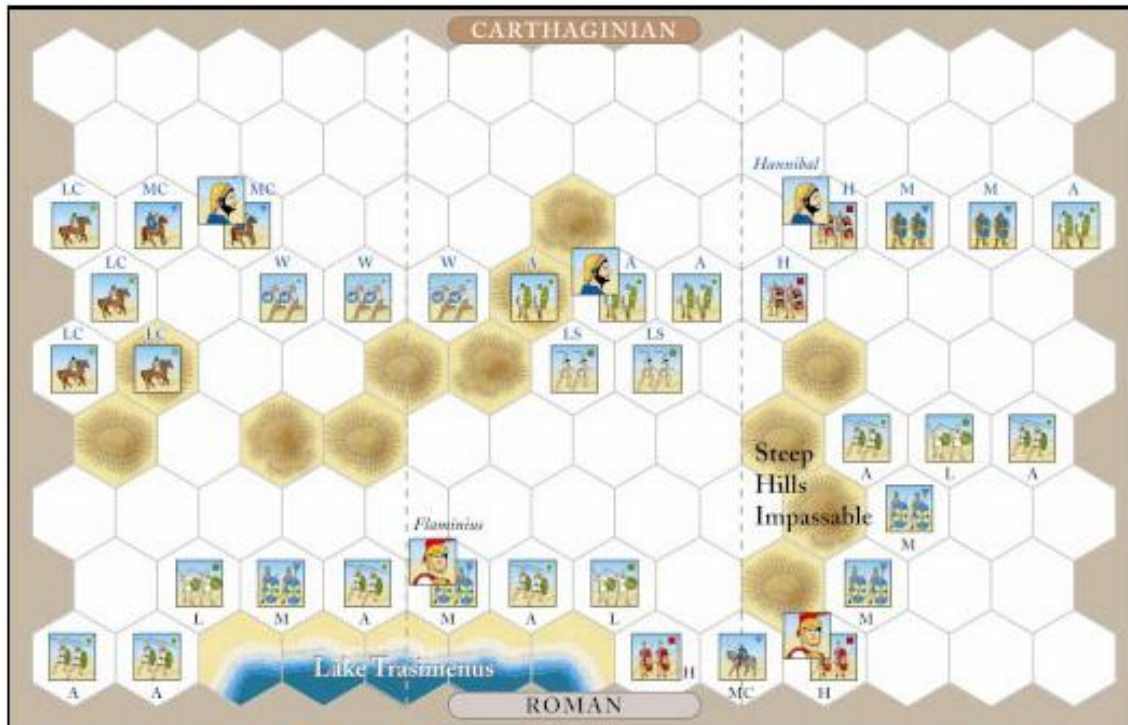 CARTHAGINIAN
Hannibal
LC MC MC H M M A
LC W W W A A A H
LC LC LS LS
Steep
Hills
Impassable
A L A
Flaminius
M
L M A M A L M
Lake Trasimenus
A A H MC H
ROMAN